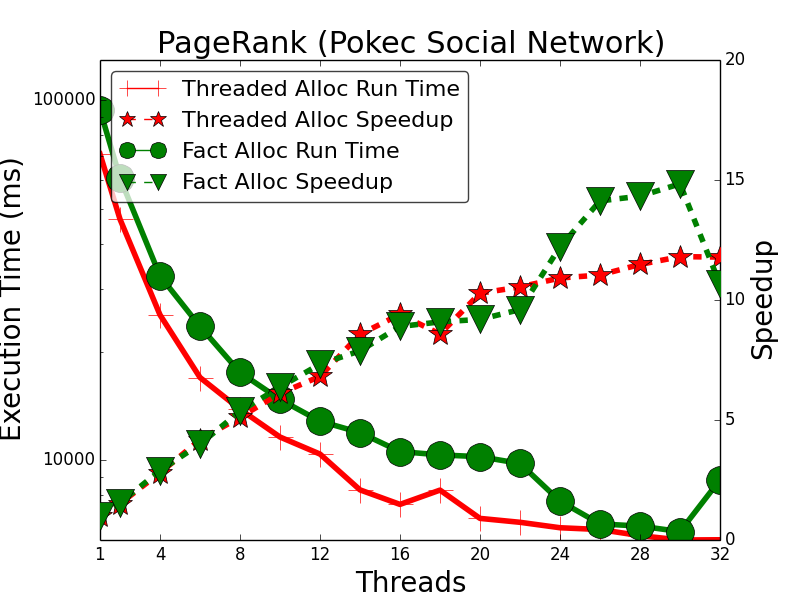 PageRank (Pokec Social Network)
Threaded Alloc Run Time
Threaded Alloc Speedup
Fact Alloc Run Time
Fact Alloc Speedup
Execution Time (ms)
100000
10000
20
15
10
5
0
Speedup
1 4 8 12 16 20 24 28 32
Threads